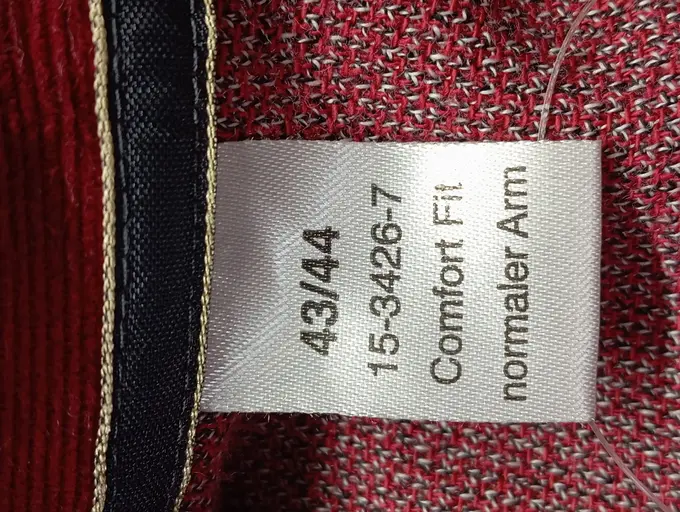 43/44
15-3426-7
Comfort Fit
normaler Arm